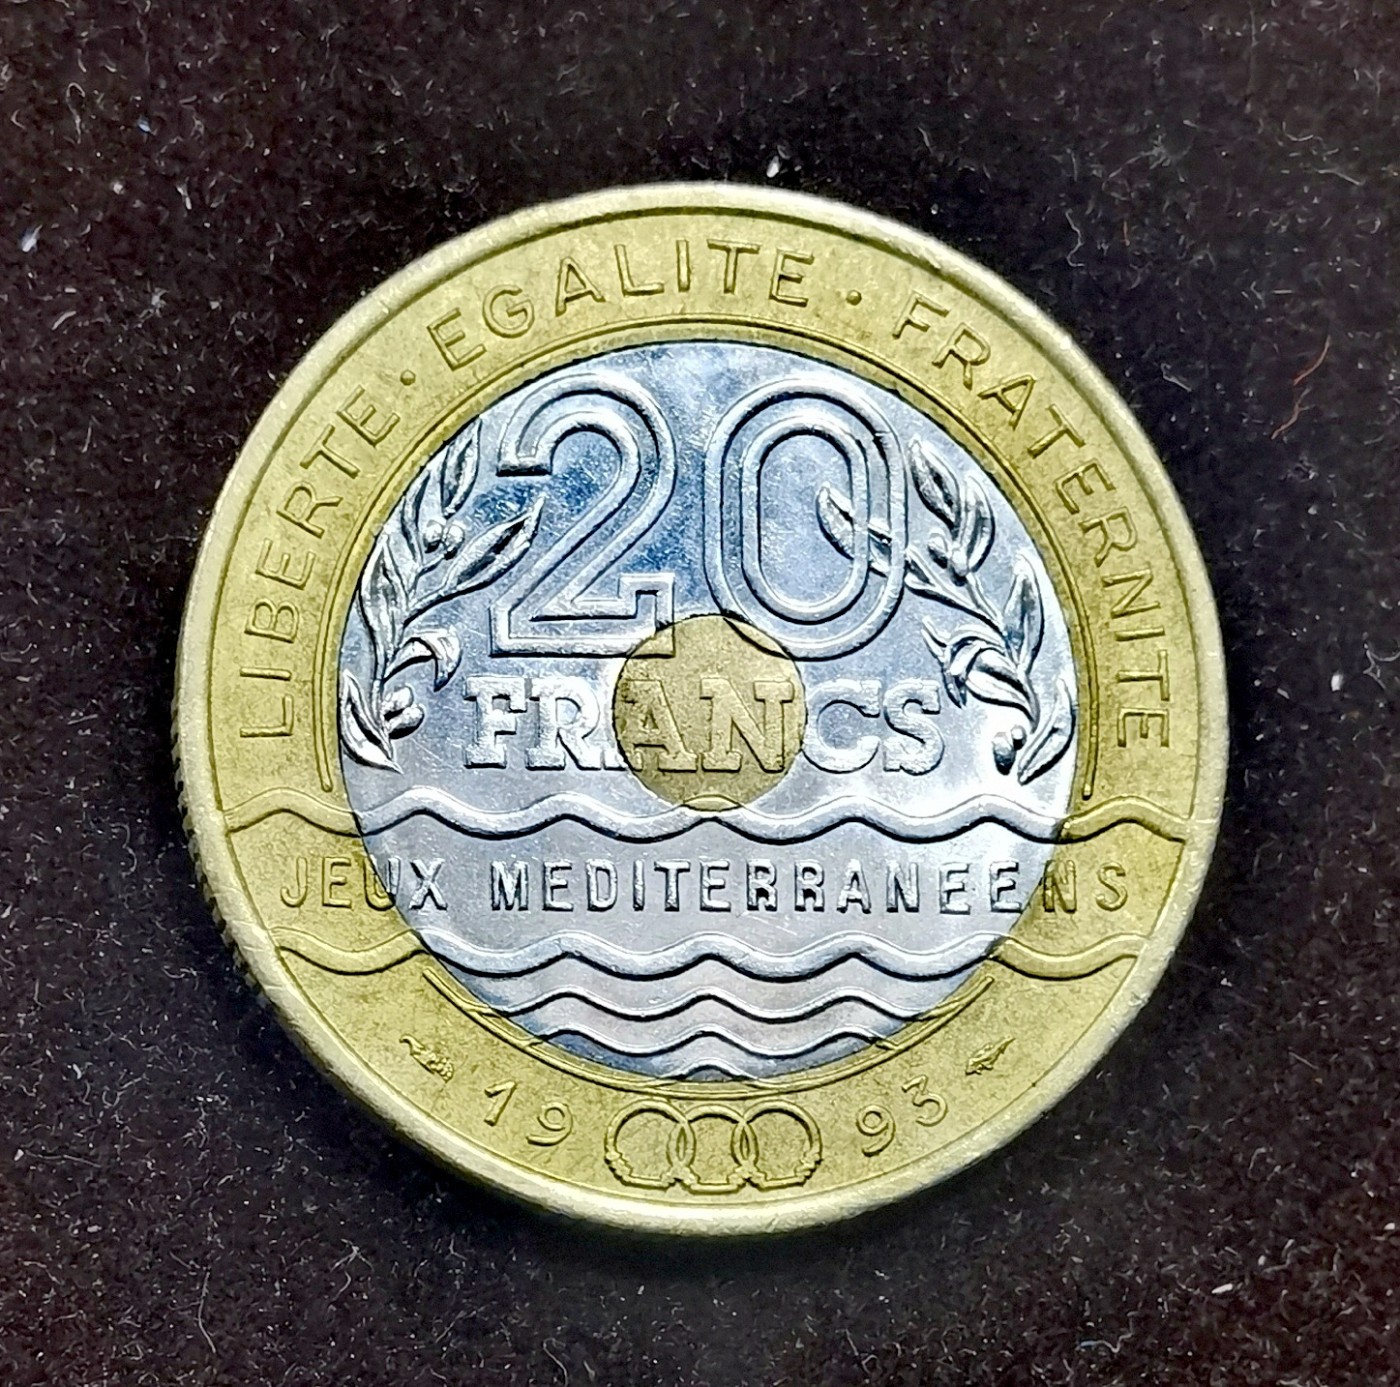 LIBERTE · EGALITE · FRATERNITE
20
FRANCS
JEUX MEDITERRANEENS
1993